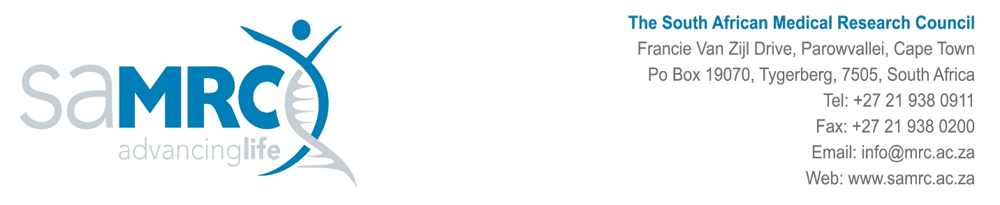 saMRC
advancinglife
The South African Medical Research Council
Francie Van Zijl Drive, Parowvallei, Cape Town
Po Box 19070, Tygerberg, 7505, South Africa
Tel: +27 21 938 0911
Fax: +27 21 938 0200
Email: info@mrc.ac.za
Web: www.samrc.ac.za